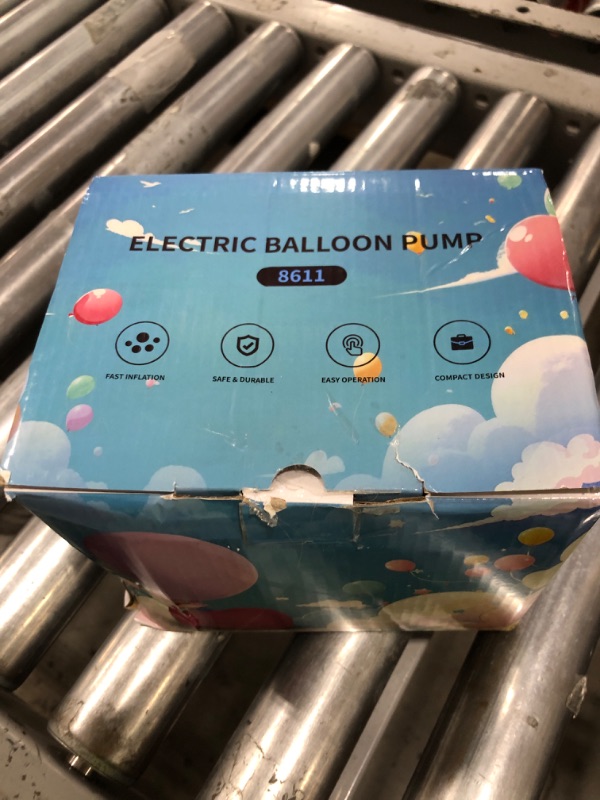 ELECTRIC BALLOON PUMP
8611
FAST INFLATION
SAFE & DURABLE
EASY OPERATION
COMPACT DESIGN